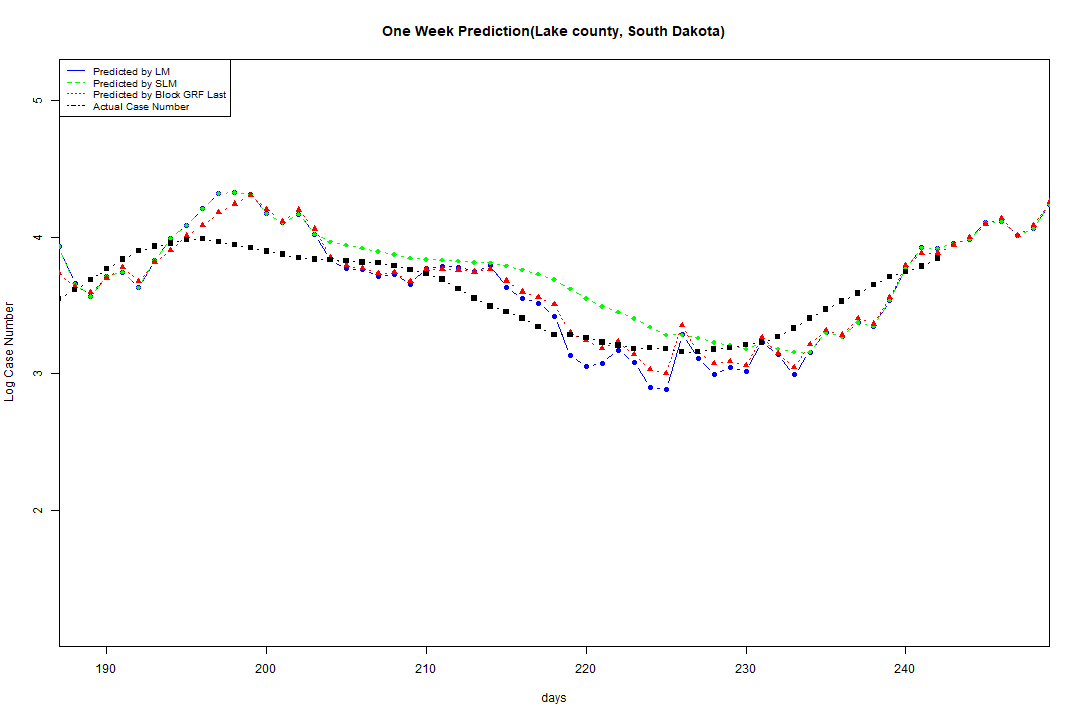 One Week Prediction(Lake county, South Dakota)
Predicted by LM
Predicted by SLM
Predicted by Block GRF Last
Actual Case Number
5
4
3
2
Log Case Number
190 200 210 220 230 240
days